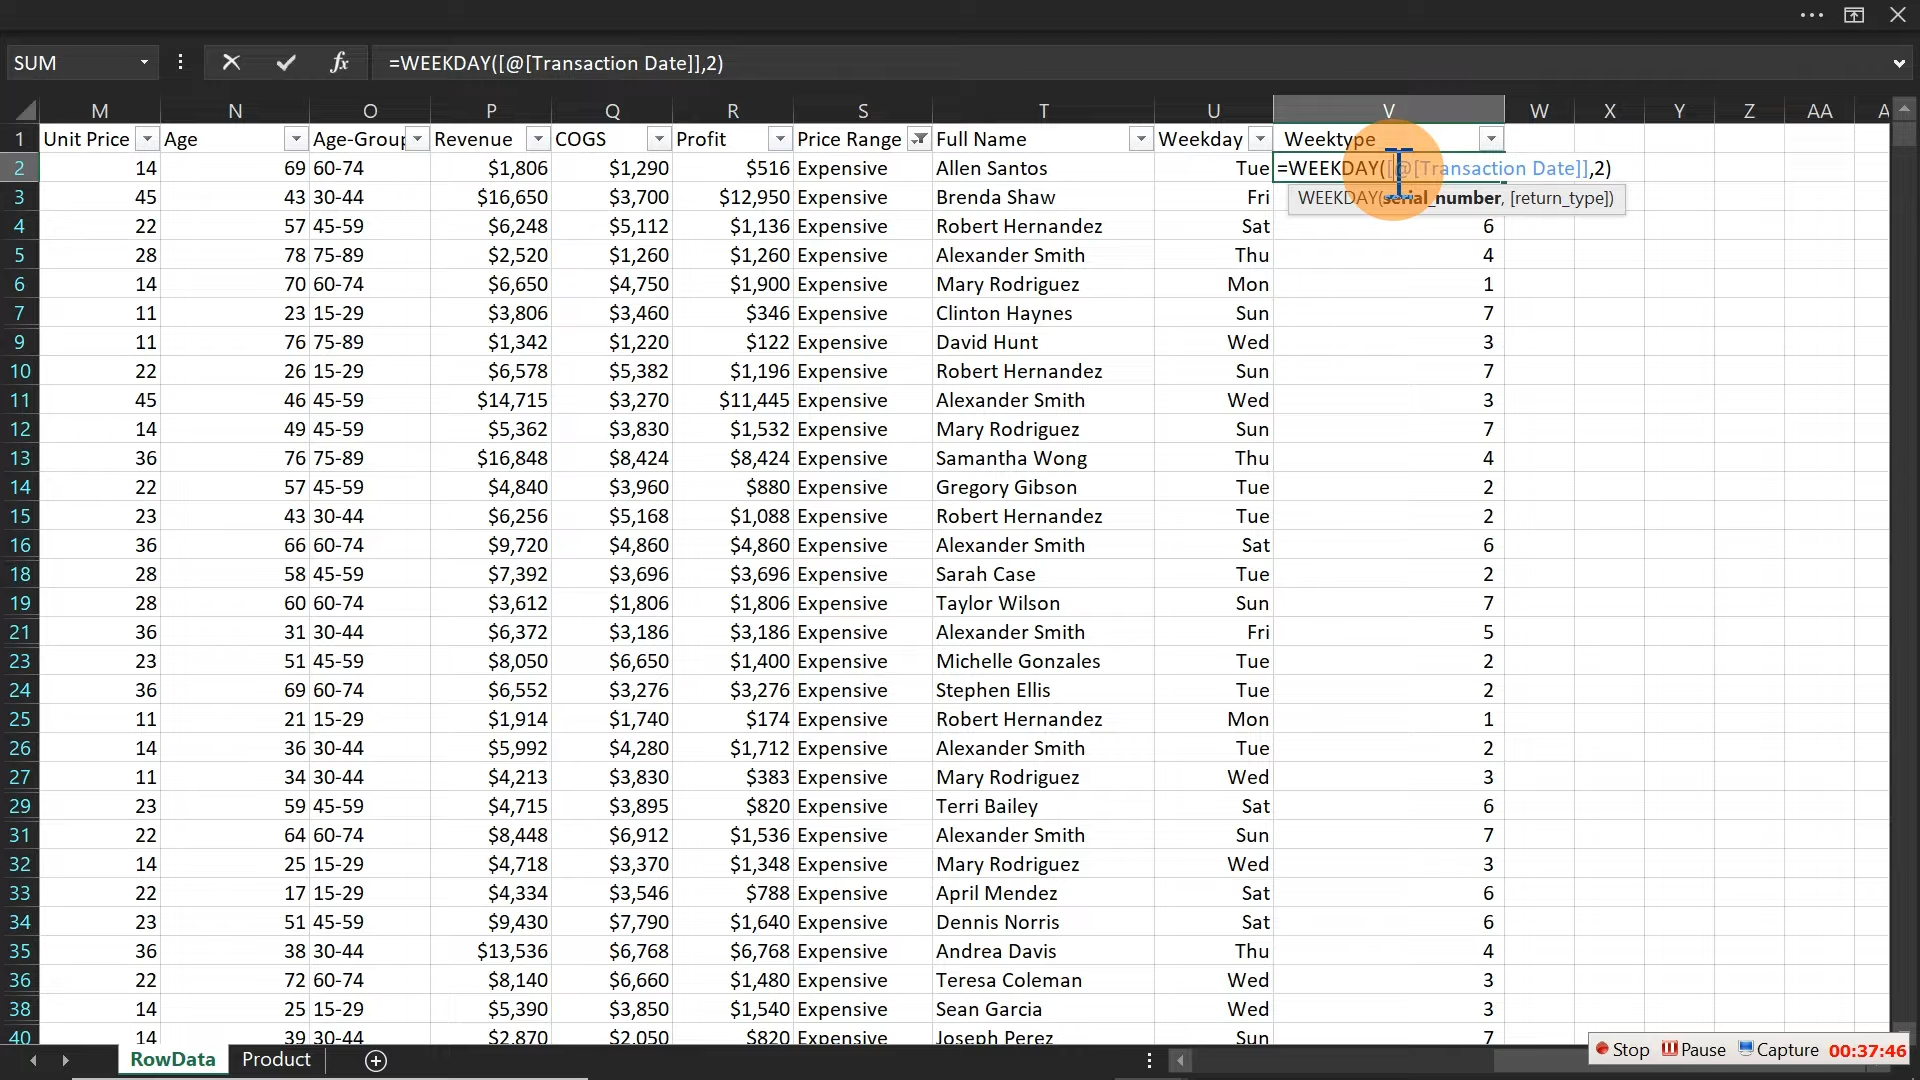 SUM =WEEKDAY([@[Transaction Date]],2)
M N O P Q R S T U V W X Y Z AA A
1 Unit Price Age Age-Group Revenue COGS Profit Price Range Full Name Weekday Weektype
2 14 69 60-74 $1,806 $1,290 $516 Expensive Allen Santos Tue =WEEKDAY([@[Transaction Date]],2)
3 45 43 30-44 $16,650 $3,700 $12,950 Expensive Brenda Shaw Fri WEEKDAY(serial_number, [return_type])
4 22 57 45-59 $6,248 $5,112 $1,136 Expensive Robert Hernandez Sat 6
5 28 78 75-89 $2,520 $1,260 $1,260 Expensive Alexander Smith Thu 4
6 14 70 60-74 $6,650 $4,750 $1,900 Expensive Mary Rodriguez Mon 1
7 11 23 15-29 $3,806 $3,460 $346 Expensive Clinton Haynes Sun 7
9 11 76 75-89 $1,342 $1,220 $122 Expensive David Hunt Wed 3
10 22 26 15-29 $6,578 $5,382 $1,196 Expensive Robert Hernandez Sun 7
11 45 46 45-59 $14,715 $3,270 $11,445 Expensive Alexander Smith Wed 3
12 14 49 45-59 $5,362 $3,830 $1,532 Expensive Mary Rodriguez Sun 7
13 36 76 75-89 $16,848 $8,424 $8,424 Expensive Samantha Wong Thu 4
14 22 57 45-59 $4,840 $3,960 $880 Expensive Gregory Gibson Tue 2
15 23 43 30-44 $6,256 $5,168 $1,088 Expensive Robert Hernandez Tue 2
16 36 66 60-74 $9,720 $4,860 $4,860 Expensive Alexander Smith Sat 6
18 28 58 45-59 $7,392 $3,696 $3,696 Expensive Sarah Case Tue 2
19 28 60 60-74 $3,612 $1,806 $1,806 Expensive Taylor Wilson Sun 7
21 36 31 30-44 $6,372 $3,186 $3,186 Expensive Alexander Smith Fri 5
23 23 51 45-59 $8,050 $6,650 $1,400 Expensive Michelle Gonzales Tue 2
24 36 69 60-74 $6,552 $3,276 $3,276 Expensive Stephen Ellis Tue 2
25 11 21 15-29 $1,914 $1,740 $174 Expensive Robert Hernandez Mon 1
26 14 36 30-44 $5,992 $4,280 $1,712 Expensive Alexander Smith Tue 2
27 11 34 30-44 $4,213 $3,830 $383 Expensive Mary Rodriguez Wed 3
29 23 59 45-59 $4,715 $3,895 $820 Expensive Terri Bailey Sat 6
31 22 64 60-74 $8,448 $6,912 $1,536 Expensive Alexander Smith Sun 7
32 14 25 15-29 $4,718 $3,370 $1,348 Expensive Mary Rodriguez Wed 3
33 22 17 15-29 $4,334 $3,546 $788 Expensive April Mendez Sat 6
34 23 51 45-59 $9,430 $7,790 $1,640 Expensive Dennis Norris Sat 6
35 36 38 30-44 $13,536 $6,768 $6,768 Expensive Andrea Davis Thu 4
36 22 72 60-74 $8,140 $6,660 $1,480 Expensive Teresa Coleman Wed 3
38 14 25 15-29 $5,390 $3,850 $1,540 Expensive Sean Garcia Wed 3
40 14 39 30-44 $2,870 $2,050 $820 Expensive Joseph Perez Sun 7
RowData Product
Stop Pause Capture 00:37:46